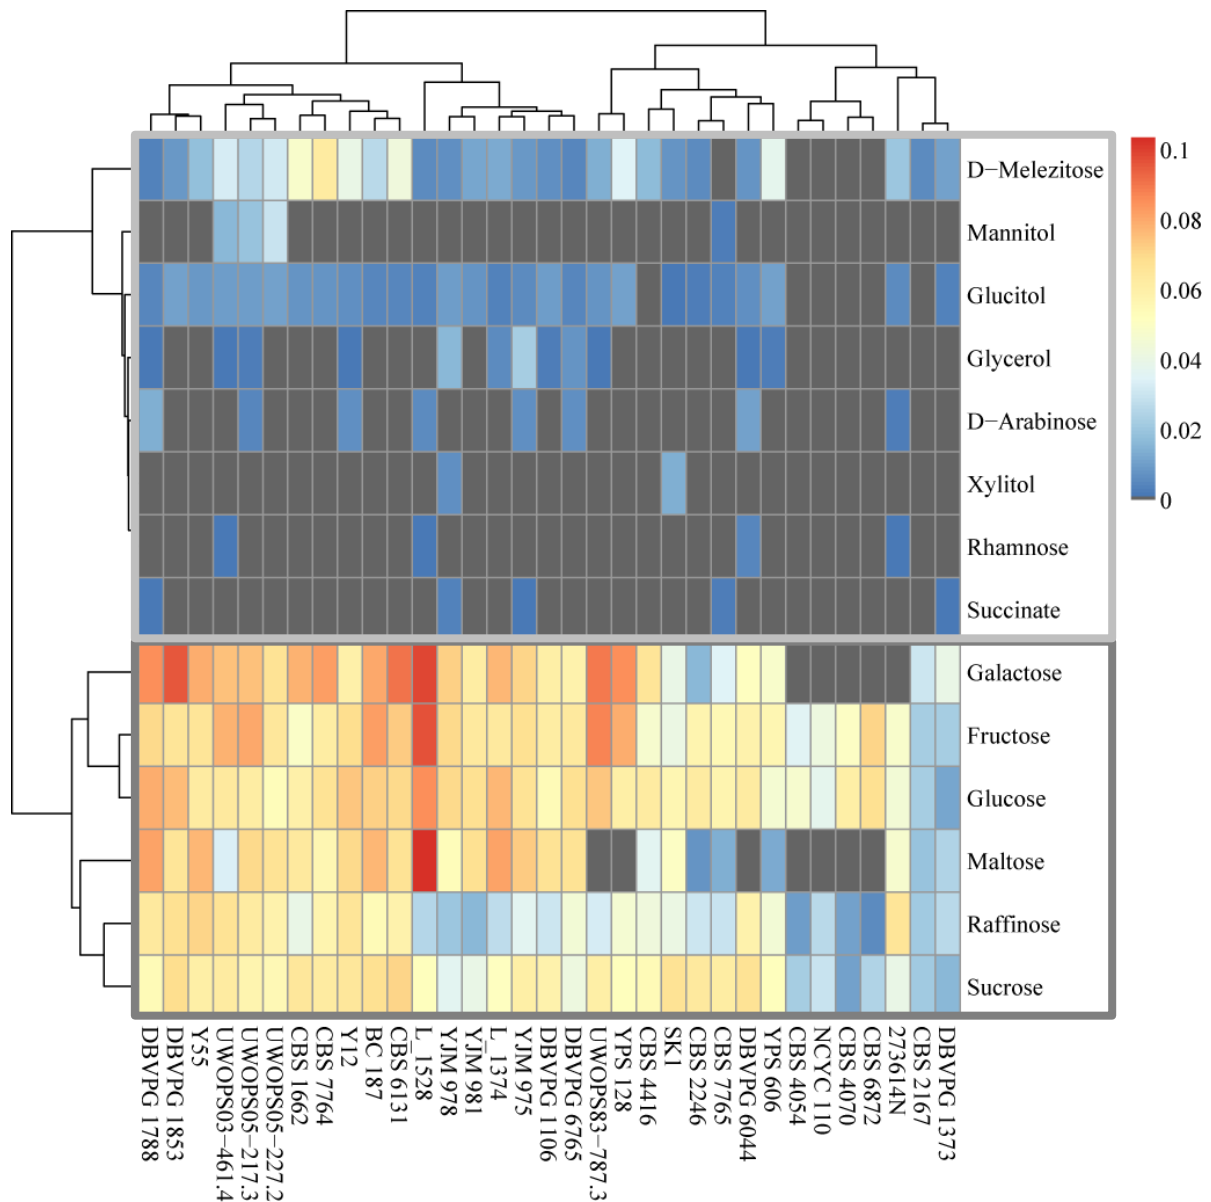 D−Melezitose
Mannitol
Glucitol
Glycerol
D−Arabinose
Xylitol
Rhamnose
Succinate
Galactose
Fructose
Glucose
Maltose
Raffinose
Sucrose
0.1
0.08
0.06
0.04
0.02
0
DBVPG 1788
DBVPG 1853
Y55
UWOPS03−461.4
UWOPS05−217.3
UWOPS05−227.2
CBS 1662
CBS 7764
Y12
BC 187
CBS 6131
L_1528
YJM 978
YJM 981
L_1374
YJM 975
DBVPG 1106
DBVPG 6765
UWOPS83−787.3
YPS 128
CBS 4416
SK1
CBS 2246
CBS 7765
DBVPG 6044
YPS 606
CBS 4054
NCYC 110
CBS 4070
CBS 6872
273614N
CBS 2167
DBVPG 1373